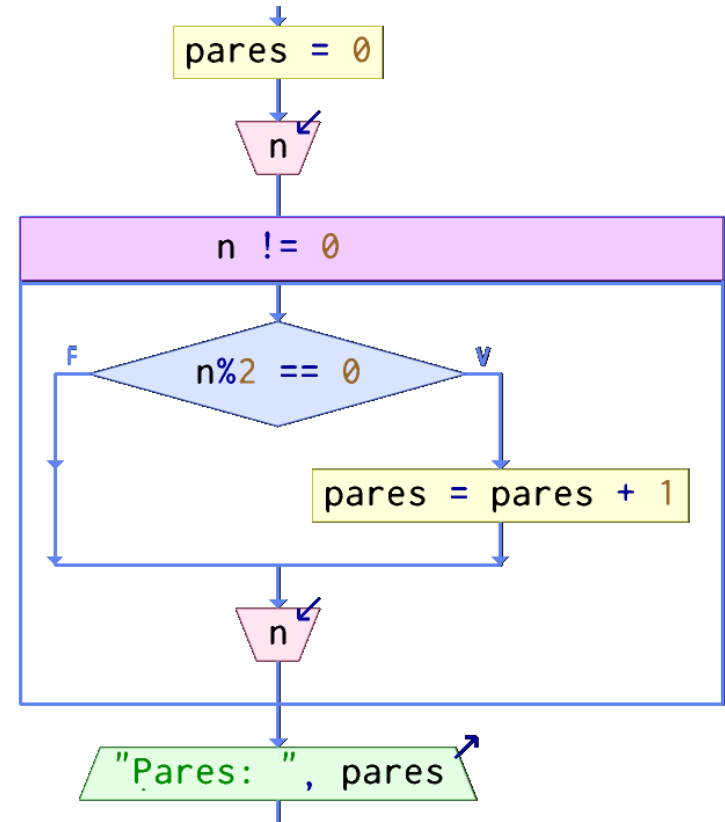 pares = 0
n
n != 0
F
V
n%2 == 0
pares = pares + 1
n
"Pares: ", pares